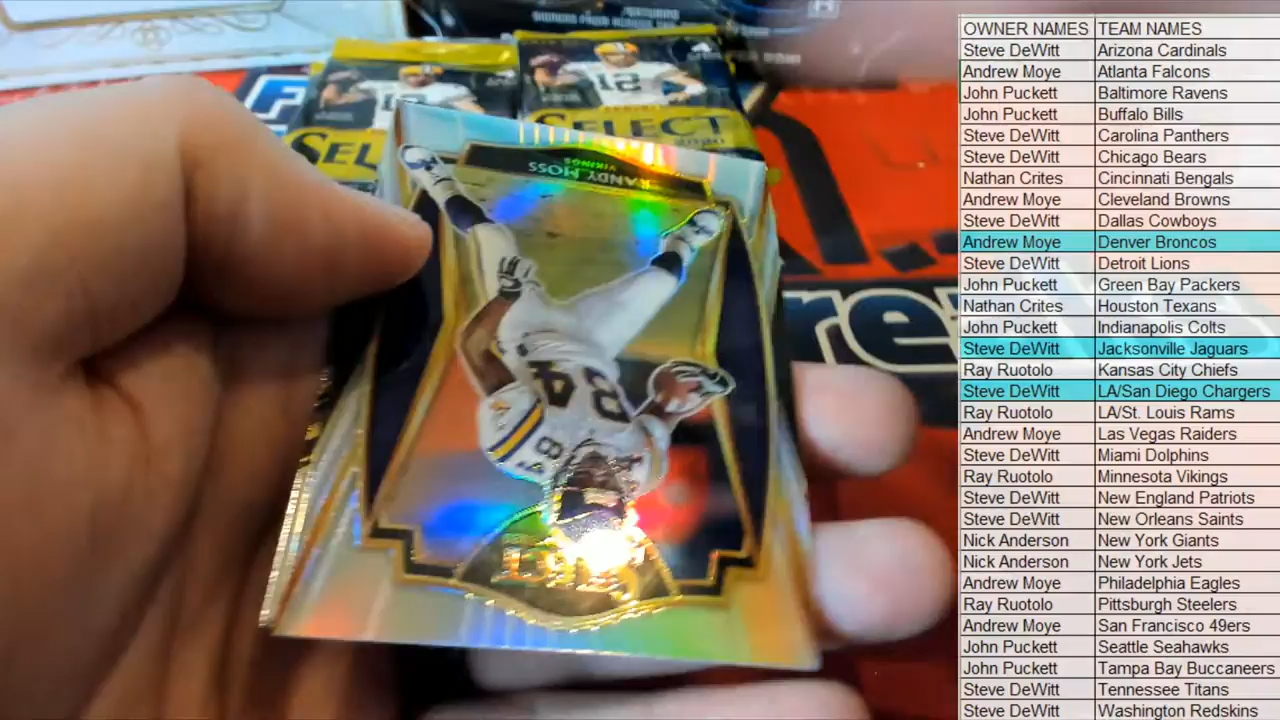 SELECT
SEL
RANDY MOSS
VIKINGS
84
12
OWNER NAMES TEAM NAMES
Steve DeWitt Arizona Cardinals
Andrew Moye Atlanta Falcons
John Puckett Baltimore Ravens
John Puckett Buffalo Bills
Steve DeWitt Carolina Panthers
Steve DeWitt Chicago Bears
Nathan Crites Cincinnati Bengals
Andrew Moye Cleveland Browns
Steve DeWitt Dallas Cowboys
Andrew Moye Denver Broncos
Steve DeWitt Detroit Lions
John Puckett Green Bay Packers
Nathan Crites Houston Texans
John Puckett Indianapolis Colts
Steve DeWitt Jacksonville Jaguars
Ray Ruotolo Kansas City Chiefs
Steve DeWitt LA/San Diego Chargers
Ray Ruotolo LA/St. Louis Rams
Andrew Moye Las Vegas Raiders
Steve DeWitt Miami Dolphins
Ray Ruotolo Minnesota Vikings
Steve DeWitt New England Patriots
Steve DeWitt New Orleans Saints
Nick Anderson New York Giants
Nick Anderson New York Jets
Andrew Moye Philadelphia Eagles
Ray Ruotolo Pittsburgh Steelers
Andrew Moye San Francisco 49ers
John Puckett Seattle Seahawks
John Puckett Tampa Bay Buccaneers
Steve DeWitt Tennessee Titans
Steve DeWitt Washington Redskins